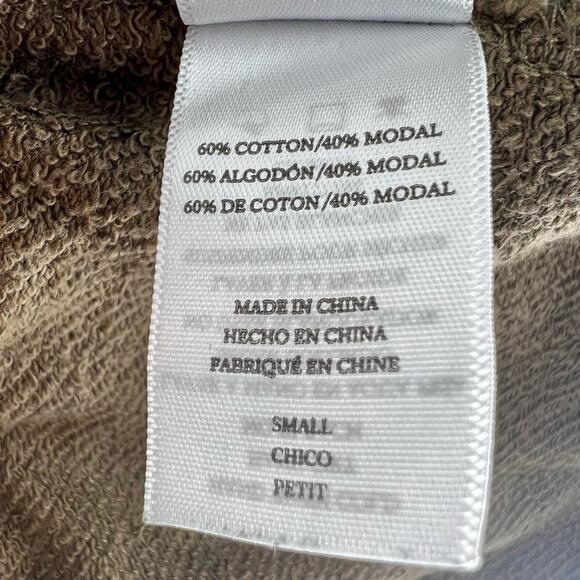 60% COTTON/40% MODAL
60% ALGODÓN/40% MODAL
60% DE COTON/40% MODAL
MADE IN CHINA
HECHO EN CHINA
FABRIQUÉ EN CHINE
SMALL
CHICO
PETIT